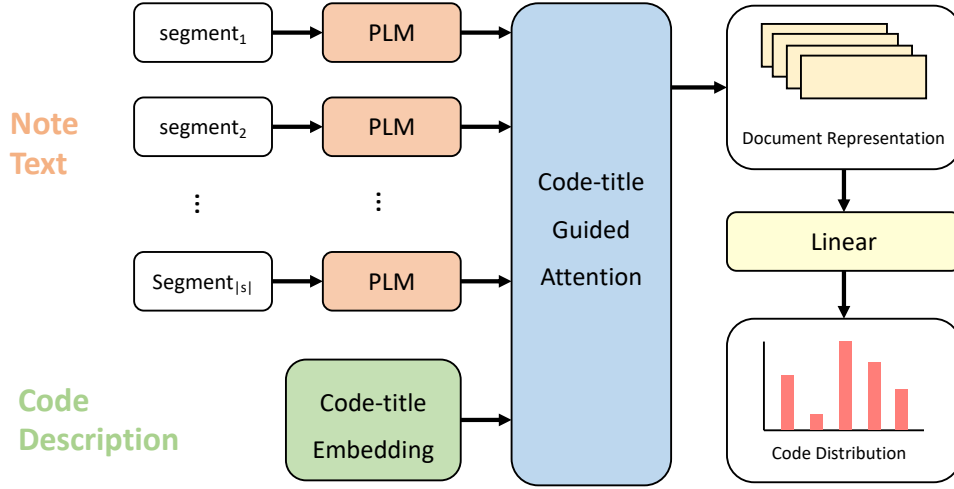 Note
Text
segment1
PLM
segment2
PLM
⋮
⋮
Segment|s|
PLM
Code
Description
Code-title
Embedding
Code-title
Guided
Attention
Document Representation
Linear
Code Distribution